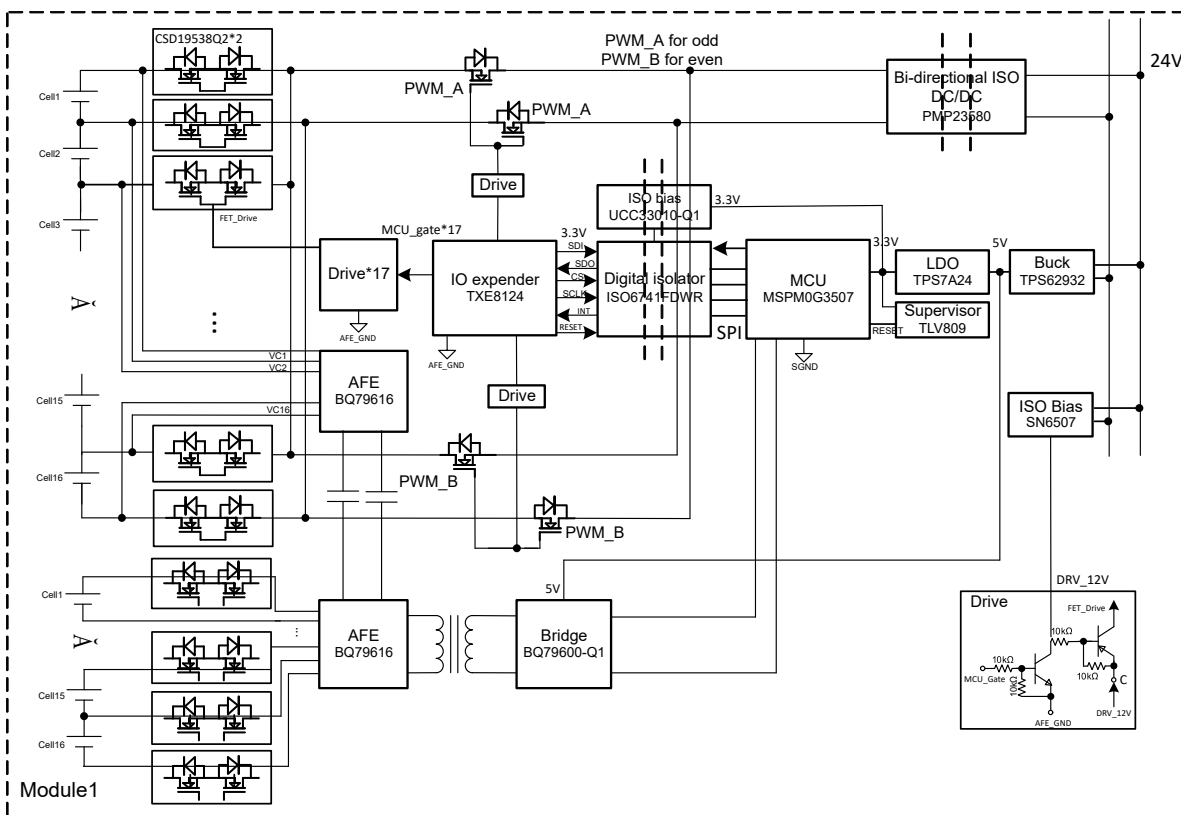 CSD19538Q2*2
PWM_A for odd
PWM_B for even
24V
Bi-directional ISO
DC/DC
PMP23580
Cell1
PWM_A
PWM_A
Cell2
Drive
ISO bias
UCC33010-Q1
3.3V
Cell3
FET_Drive
MCU_gate*17
3.3V
Drive*17
IO expender
TXE8124
SDI
SDO
CS
SCLK
INT
RESET
Digital isolator
ISO6741FDWR
SPI
MCU
MSPM0G3507
3.3V
LDO
TPS7A24
5V
Buck
TPS62932
Supervisor
TLV809
RESET
AFE_GND
AFE_GND
SGND
Ă
...
VC1
VC2
AFE
BQ79616
VC16
Cell15
Drive
ISO Bias
SN6507
Cell16
PWM_B
PWM_B
5V
DRV_12V
Cell1
Ă
...
AFE
BQ79616
Bridge
BQ79600-Q1
Cell15
Cell16
Drive
FET_Drive
10kΩ
10kΩ
10kΩ
10kΩ
MCU_Gate
C
AFE_GND
DRV_12V
Module1